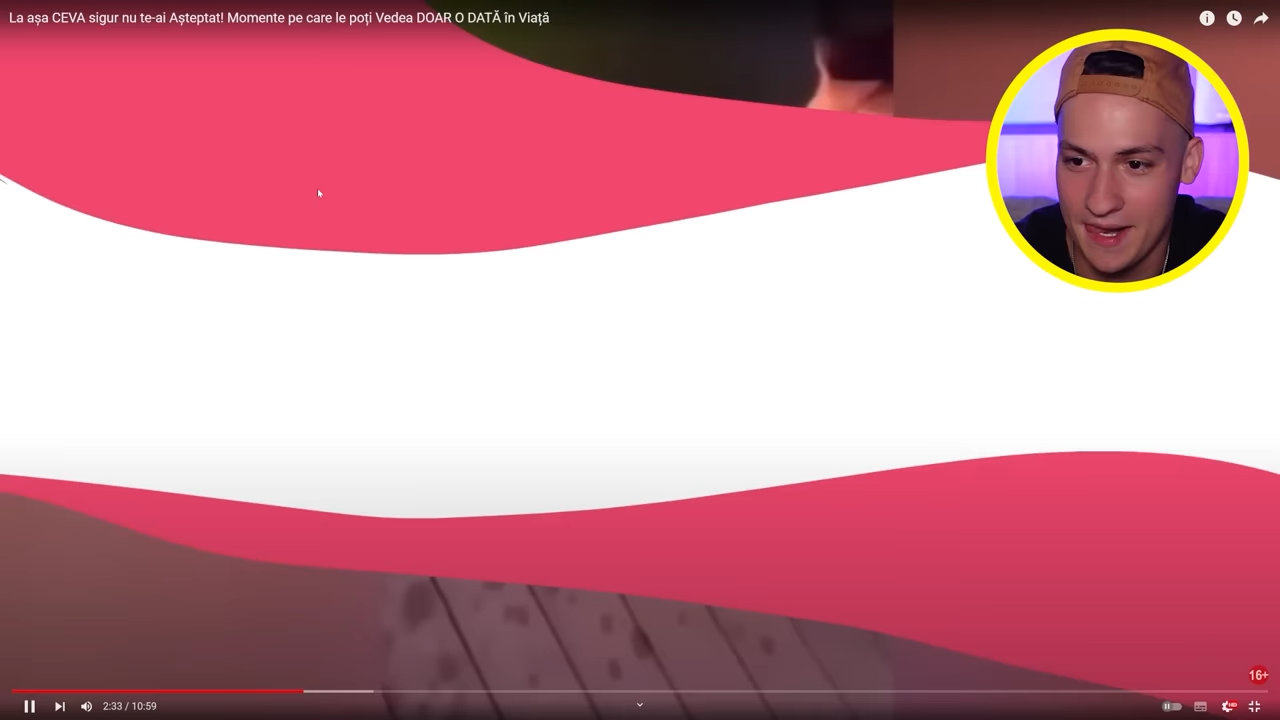 La așa CEVA sigur nu te-ai Așteptat! Momente pe care le poți Vedea DOAR O DATĂ în Viață
16+
2:33 / 10:59
HD